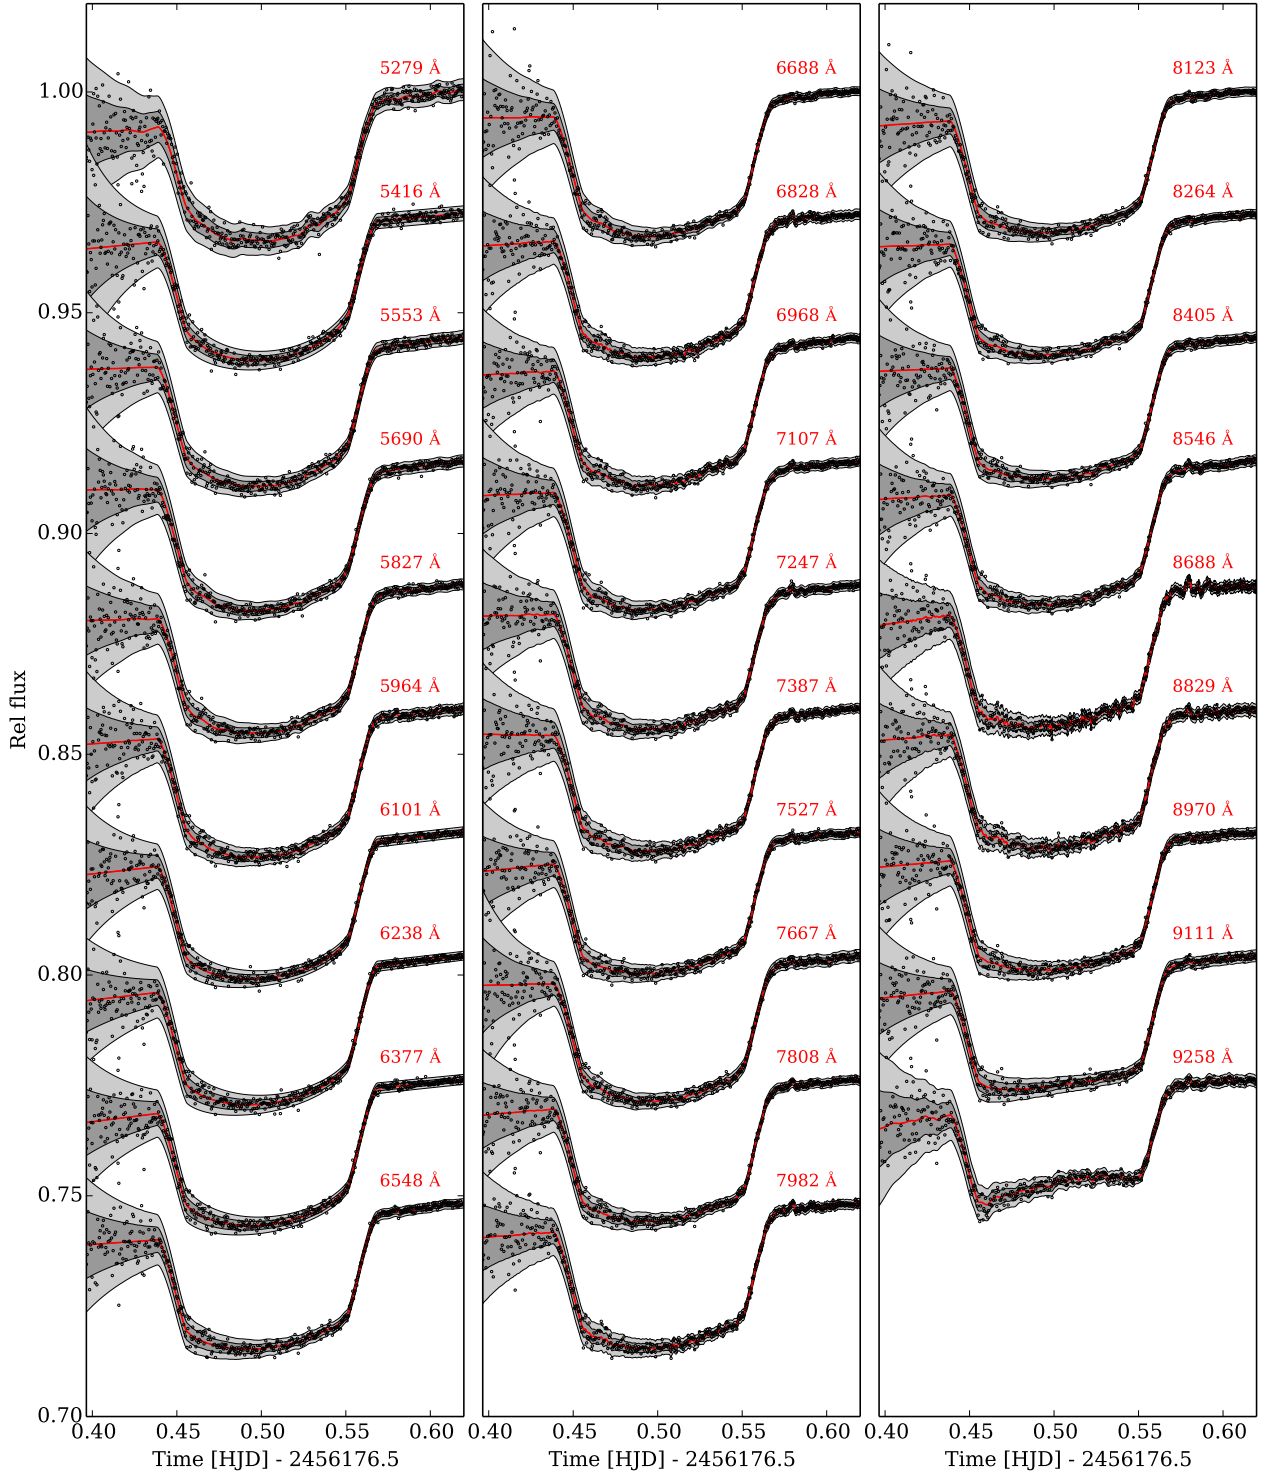 5279 Å
5416 Å
5553 Å
5690 Å
5827 Å
5964 Å
6101 Å
6238 Å
6377 Å
6548 Å
6688 Å
6828 Å
6968 Å
7107 Å
7247 Å
7387 Å
7527 Å
7667 Å
7808 Å
7982 Å
8123 Å
8264 Å
8405 Å
8546 Å
8688 Å
8829 Å
8970 Å
9111 Å
9258 Å
1.00
0.95
0.90
0.85
0.80
0.75
0.70
Rel flux
0.40 0.45 0.50 0.55 0.60
0.40 0.45 0.50 0.55 0.60
0.40 0.45 0.50 0.55 0.60
Time [HJD] - 2456176.5
Time [HJD] - 2456176.5
Time [HJD] - 2456176.5